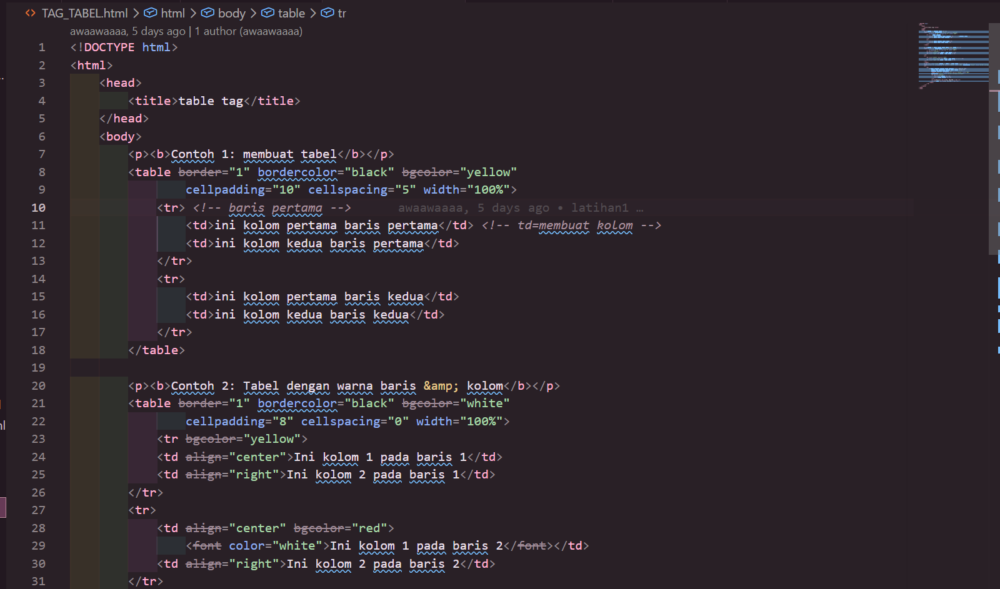 TAG_TABEL.html > html > body > table > tr
awaawaaaa, 5 days ago | 1 author (awaawaaaa)
1 <!DOCTYPE html>
2 <html>
3 <head>
4 <title>table tag</title>
5 </head>
6 <body>
7 <p><b>Contoh 1: membuat tabel</b></p>
8 <table border="1" bordercolor="black" bgcolor="yellow"
9 cellpadding="10" cellspacing="5" width="100%">
10 <tr> <!-- baris pertama --> awaawaaaa, 5 days ago • latihan1 …
11 <td>ini kolom pertama baris pertama</td> <!-- td=membuat kolom -->
12 <td>ini kolom kedua baris pertama</td>
13 </tr>
14 <tr>
15 <td>ini kolom pertama baris kedua</td>
16 <td>ini kolom kedua baris kedua</td>
17 </tr>
18 </table>
19
20 <p><b>Contoh 2: Tabel dengan warna baris &amp; kolom</b></p>
21 <table border="1" bordercolor="black" bgcolor="white"
22 cellpadding="8" cellspacing="0" width="100%">
23 <tr bgcolor="yellow">
24 <td align="center">Ini kolom 1 pada baris 1</td>
25 <td align="right">Ini kolom 2 pada baris 1</td>
26 </tr>
27 <tr>
28 <td align="center" bgcolor="red">
29 <font color="white">Ini kolom 1 pada baris 2</font></td>
30 <td align="right">Ini kolom 2 pada baris 2</td>
31 </tr>